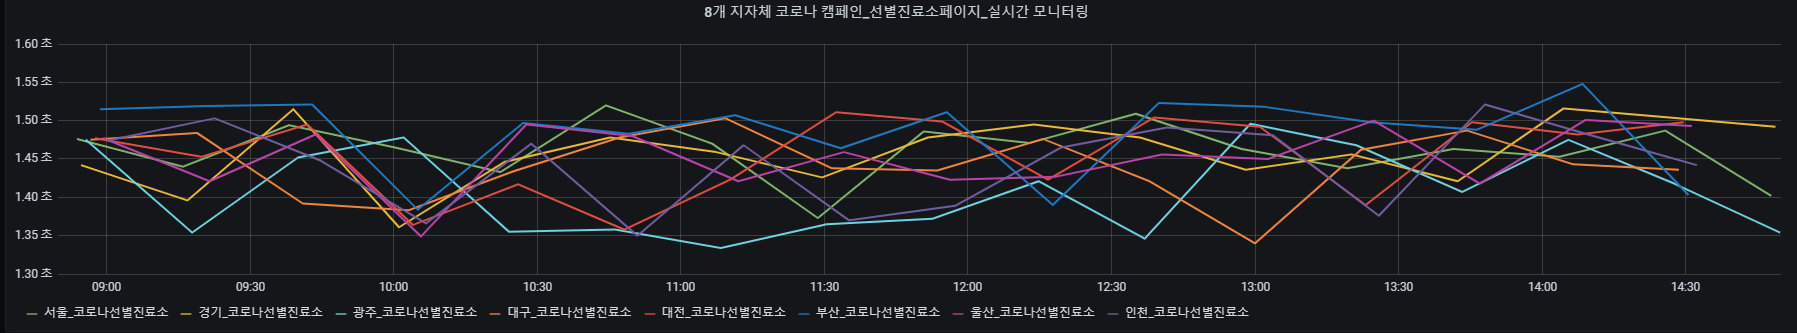 8개 지자체 코로나 캠페인_선별진료소페이지_실시간 모니터링
1.60 초
1.55 초
1.50 초
1.45 초
1.40 초
1.35 초
1.30 초
09:00 09:30 10:00 10:30 11:00 11:30 12:00 12:30 13:00 13:30 14:00 14:30
서울_코로나선별진료소 경기_코로나선별진료소 광주_코로나선별진료소 대구_코로나선별진료소 대전_코로나선별진료소 부산_코로나선별진료소 울산_코로나선별진료소 인천_코로나선별진료소